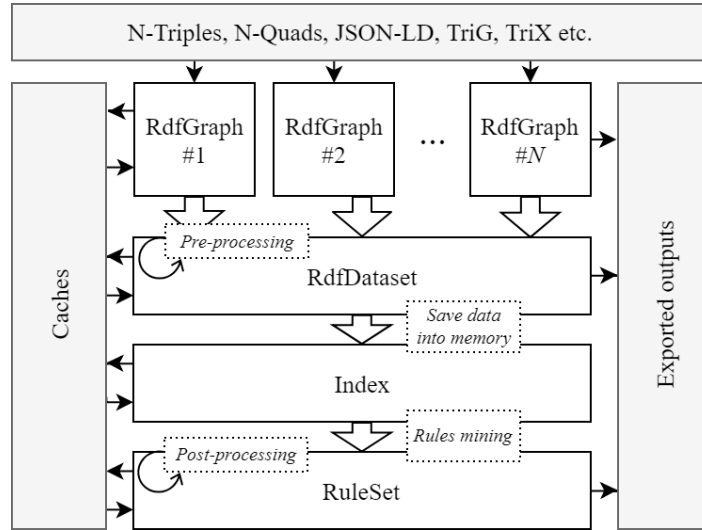 N-Triples, N-Quads, JSON-LD, TriG, TriX etc.
RdfGraph
#1
RdfGraph
#2
...
RdfGraph
#N
Pre-processing
RdfDataset
Save data
into memory
Index
Rules mining
Post-processing
RuleSet
Caches
Exported outputs